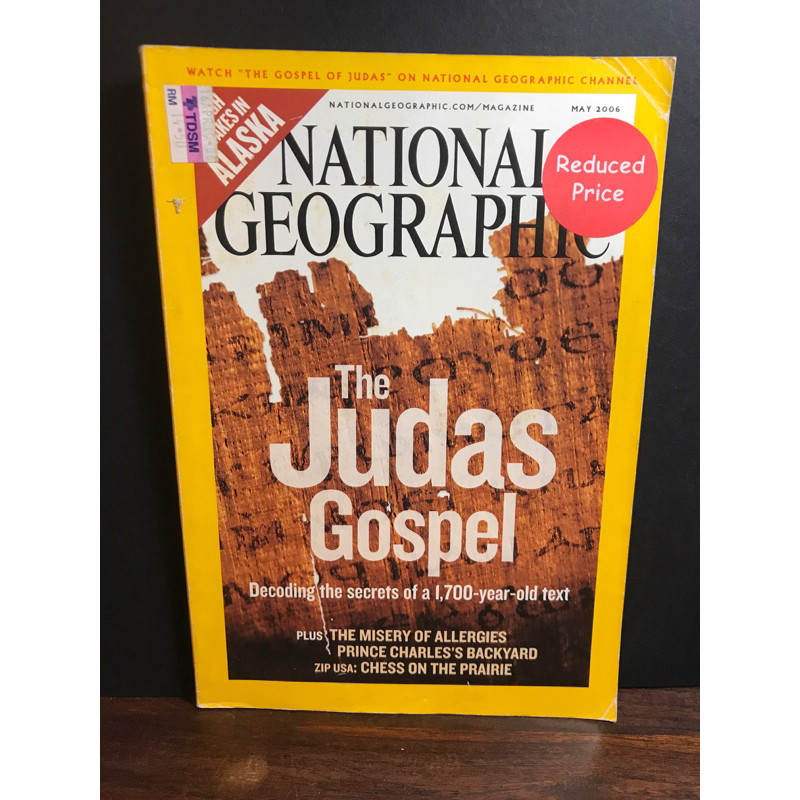 WATCH "THE GOSPEL OF JUDAS" ON NATIONAL GEOGRAPHIC CHANNEL
NATIONALGEOGRAPHIC.COM/MAGAZINE MAY 2006
IN
ALASKA
TDSM
RM
NATIONAL
GEOGRAPHIC
Reduced
Price
The
Judas
Gospel
Decoding the secrets of a 1,700-year-old text
PLUS THE MISERY OF ALLERGIES
PRINCE CHARLES'S BACKYARD
ZIP USA: CHESS ON THE PRAIRIE